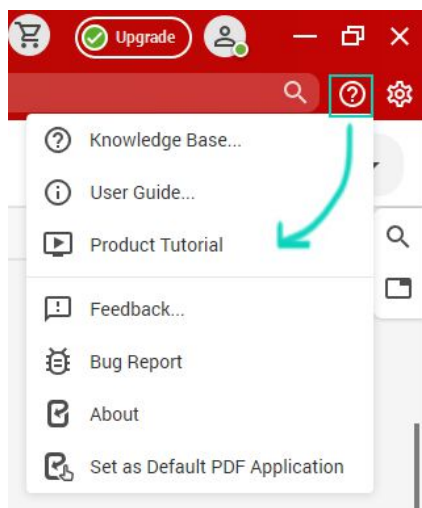 Upgrade
Knowledge Base...
User Guide...
Product Tutorial
Feedback...
Bug Report
About
Set as Default PDF Application